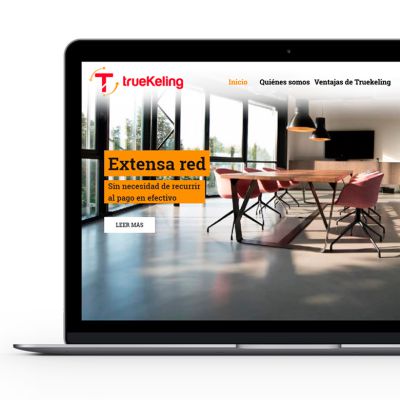 T trueKeling
Inicio Quiénes somos Ventajas de Truekeling
Extensa red
Sin necesidad de recurrir
al pago en efectivo
LEER MÁS